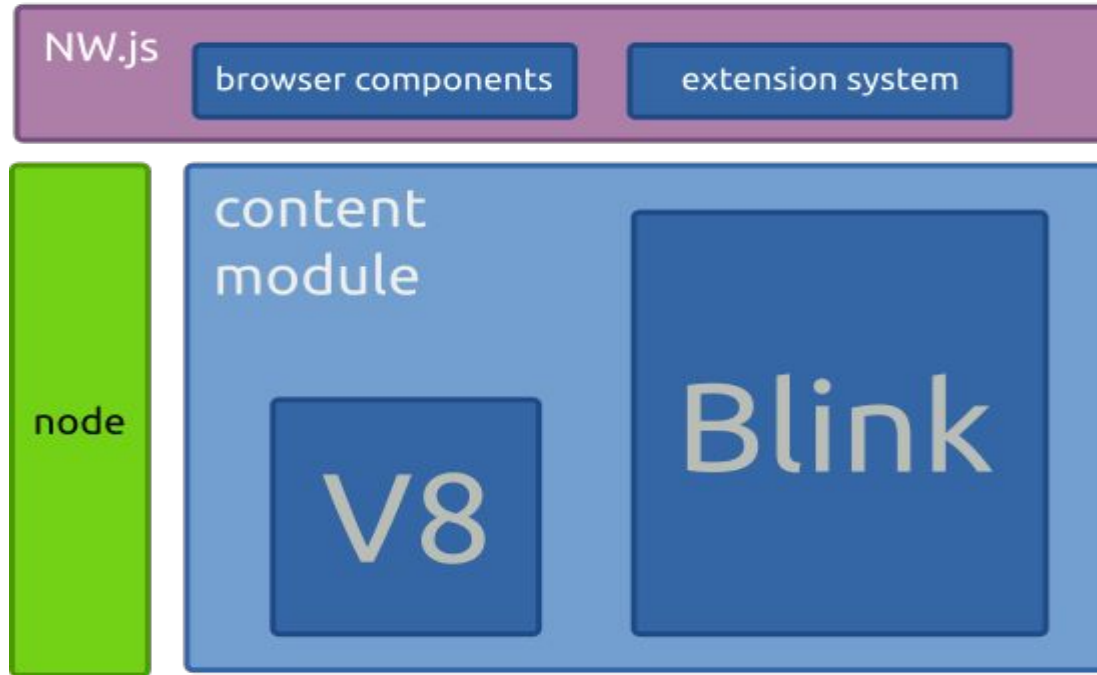 NW.js
browser components
extension system
content
module
node
V8
Blink